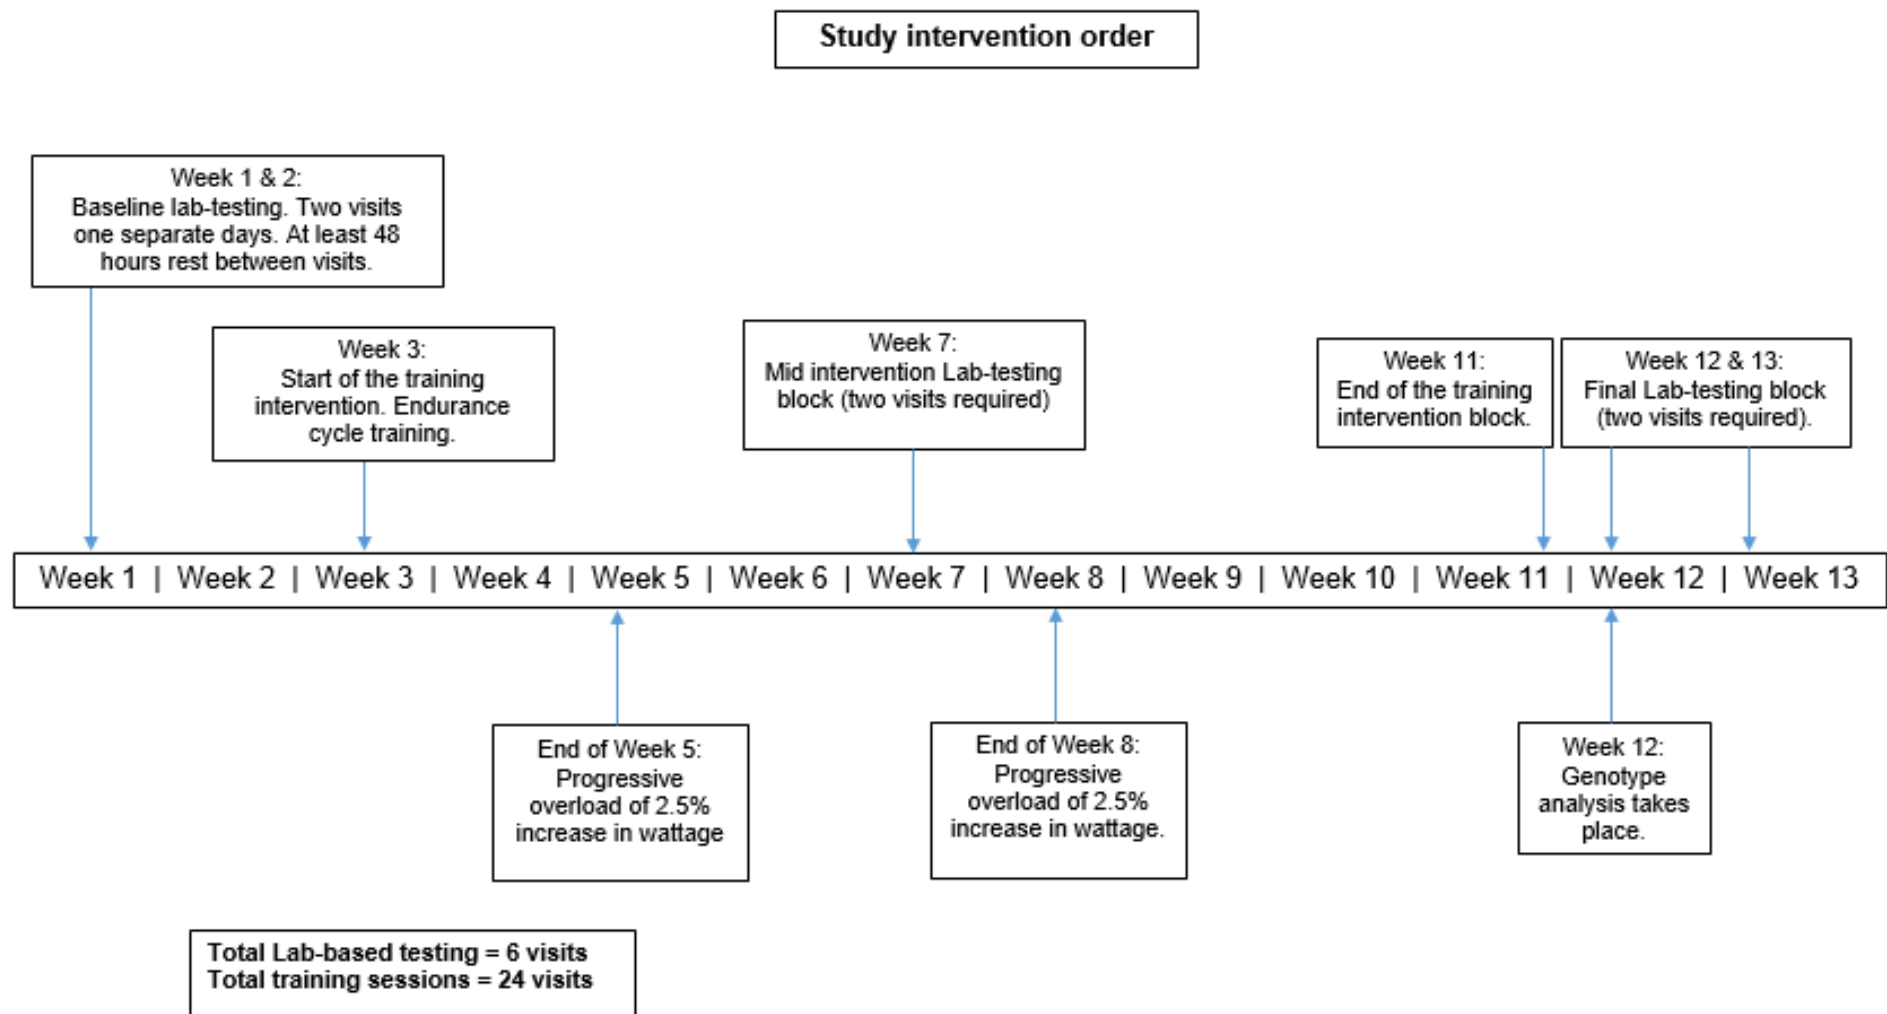 Study intervention order
Week 1 & 2:
Baseline lab-testing. Two visits
one separate days. At least 48
hours rest between visits.
Week 3:
Start of the training
intervention. Endurance
cycle training.
Week 7:
Mid intervention Lab-testing
block (two visits required)
Week 11:
End of the training
intervention block.
Week 12 & 13:
Final Lab-testing block
(two visits required).
Week 1 | Week 2 | Week 3 | Week 4 | Week 5 | Week 6 | Week 7 | Week 8 | Week 9 | Week 10 | Week 11 | Week 12 | Week 13
End of Week 5:
Progressive
overload of 2.5%
increase in wattage
End of Week 8:
Progressive
overload of 2.5%
increase in wattage.
Week 12:
Genotype
analysis takes
place.
Total Lab-based testing = 6 visits
Total training sessions = 24 visits